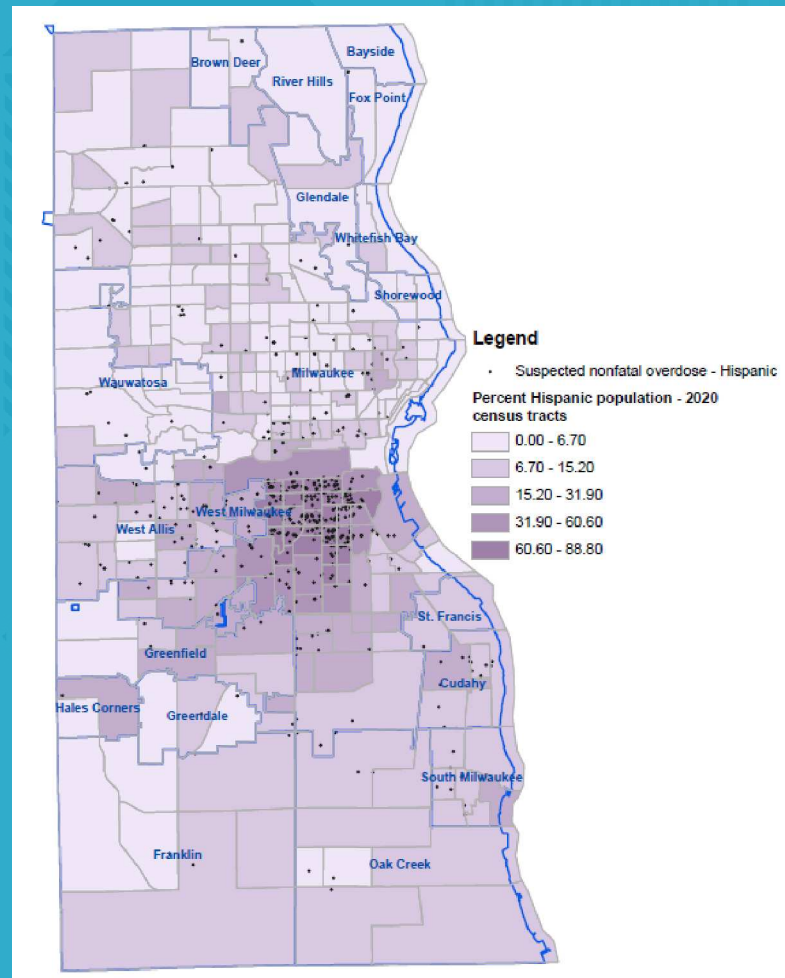 Bayside
Brown Deer
River Hills
Fox Point
Glendale
Whitefish Bay
Shorewood
Legend
Suspected nonfatal overdose - Hispanic
Milwaukee
Wauwatosa
Percent Hispanic population - 2020
census tracts
0.00 - 6.70
6.70 - 15.20
15.20 - 31.90
31.90 - 60.60
60.60 - 88.80
West Milwaukee
West Allis
St. Francis
Greenfield
Cudahy
Hales Corners
Greendale
South Milwaukee
Franklin
Oak Creek